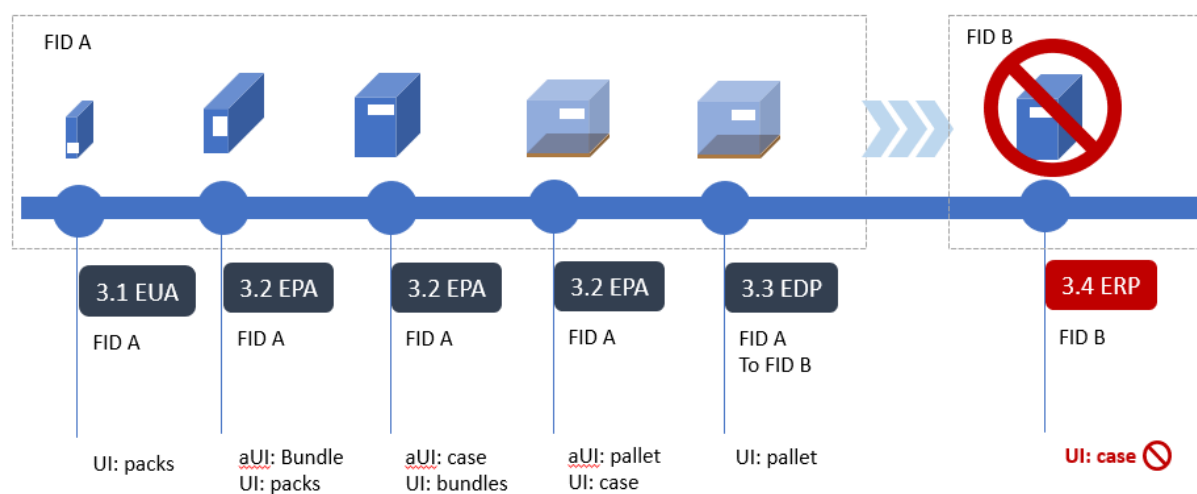 FID A
FID B
3.1 EUA
3.2 EPA
3.2 EPA
3.2 EPA
3.3 EDP
3.4 ERP
FID A
FID A
FID A
FID A
FID A
To FID B
FID B
UI: packs
aUI: Bundle
UI: packs
aUI: case
UI: bundles
aUI: pallet
UI: case
UI: pallet
UI: case